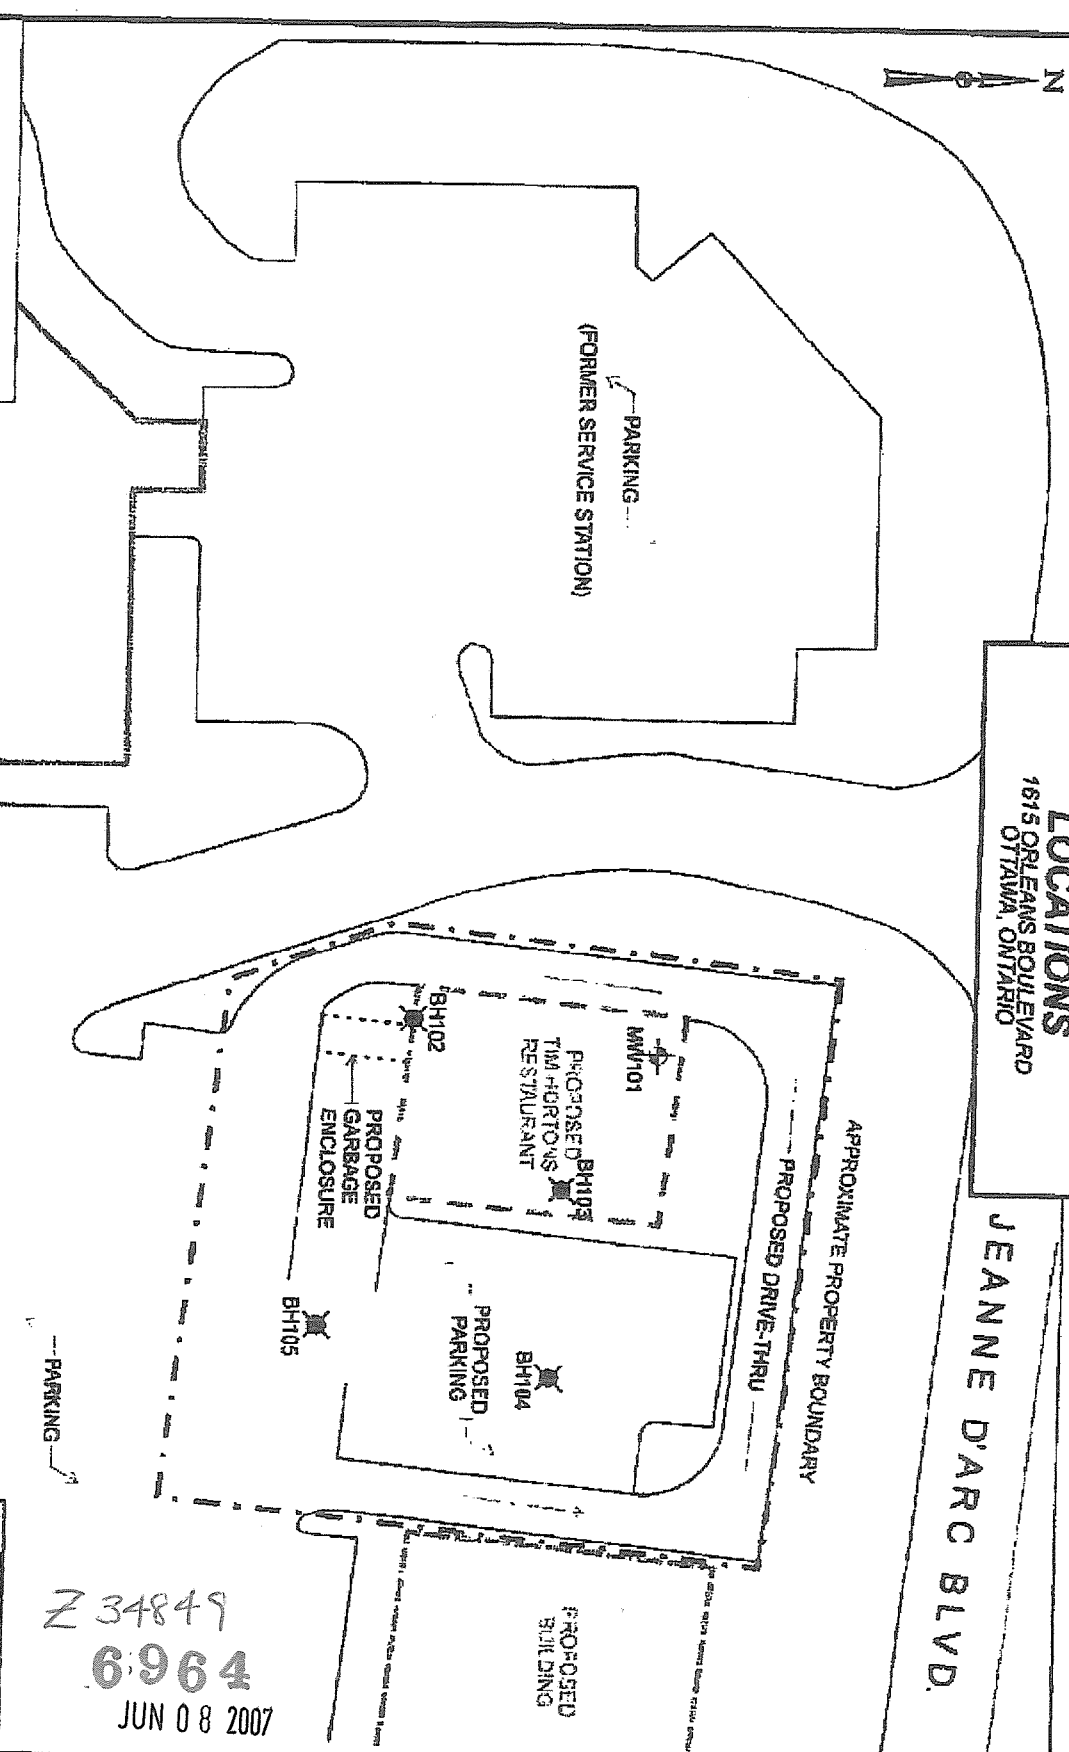 N
LOCATIONS
1615 ORLEANS BOULEVARD
OTTAWA, ONTARIO
JEANNE D'ARC BLVD.
APPROXIMATE PROPERTY BOUNDARY
PROPOSED DRIVE-THRU
PARKING
(FORMER SERVICE STATION)
MW101
PROPOSED
TIM HORTONS
RESTAURANT
BH103
BH102
PROPOSED
GARBAGE
ENCLOSURE
BH104
PROPOSED
PARKING
BH105
PROPOSED
BUILDING
PARKING
Z 34849
6964
JUN 08 2007